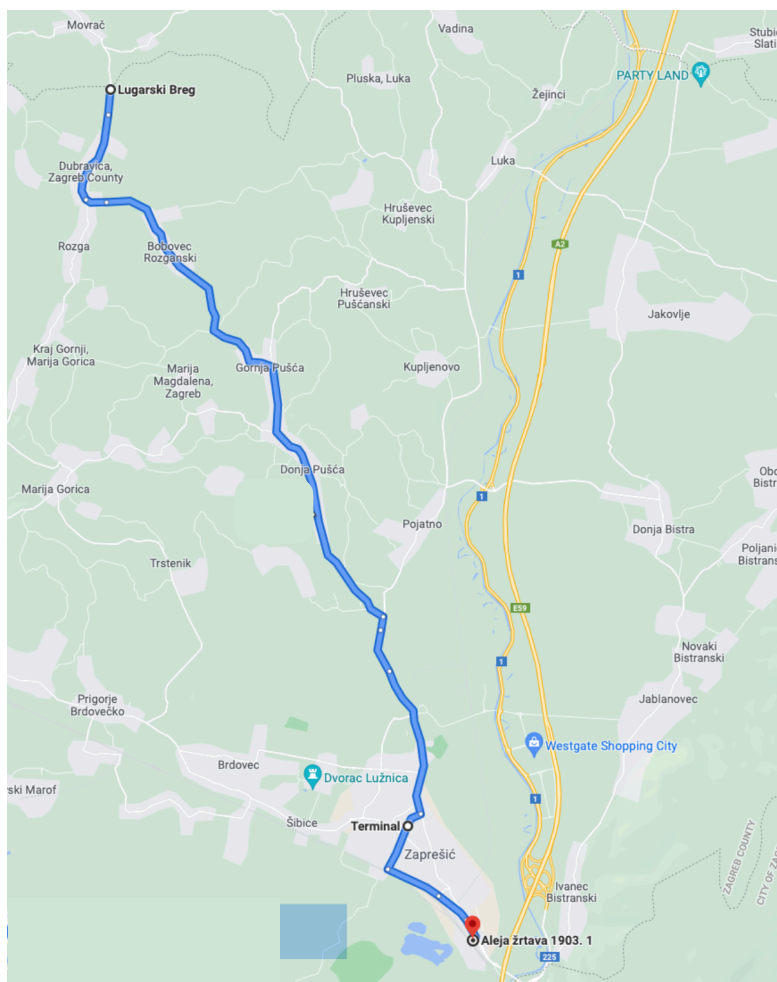 Movrač
Vadina
Stubi
Slati
Pluska, Luka
PARTY LAND
Lugarski Breg
Žejinci
Luka
Dubravica,
Zagreb County
Hruševec
Kupljenski
Rozga
Bobovec
Rozganski
A2
1
Hruševec
Pušćanski
Jakovlje
Kraj Gornji,
Marija Gorica
Marija
Magdalena,
Zagreb
Gornja Pušća
Kupljenovo
Donja Pušća
Obo
Bistr
Marija Gorica
1
Pojatno
Donja Bistra
Poljani
Bistrans
Trstenik
E59
Novaki
Bistranski
1
Prigorje
Brdovečko
Jablanovec
Westgate Shopping City
Brdovec
Dvorac Lužnica
rski Marof
1
Šibice
Terminal
Zaprešić
ZAGREB COUNTY
CITY OF ZA
Ivanec
Bistranski
Aleja žrtava 1903. 1
225